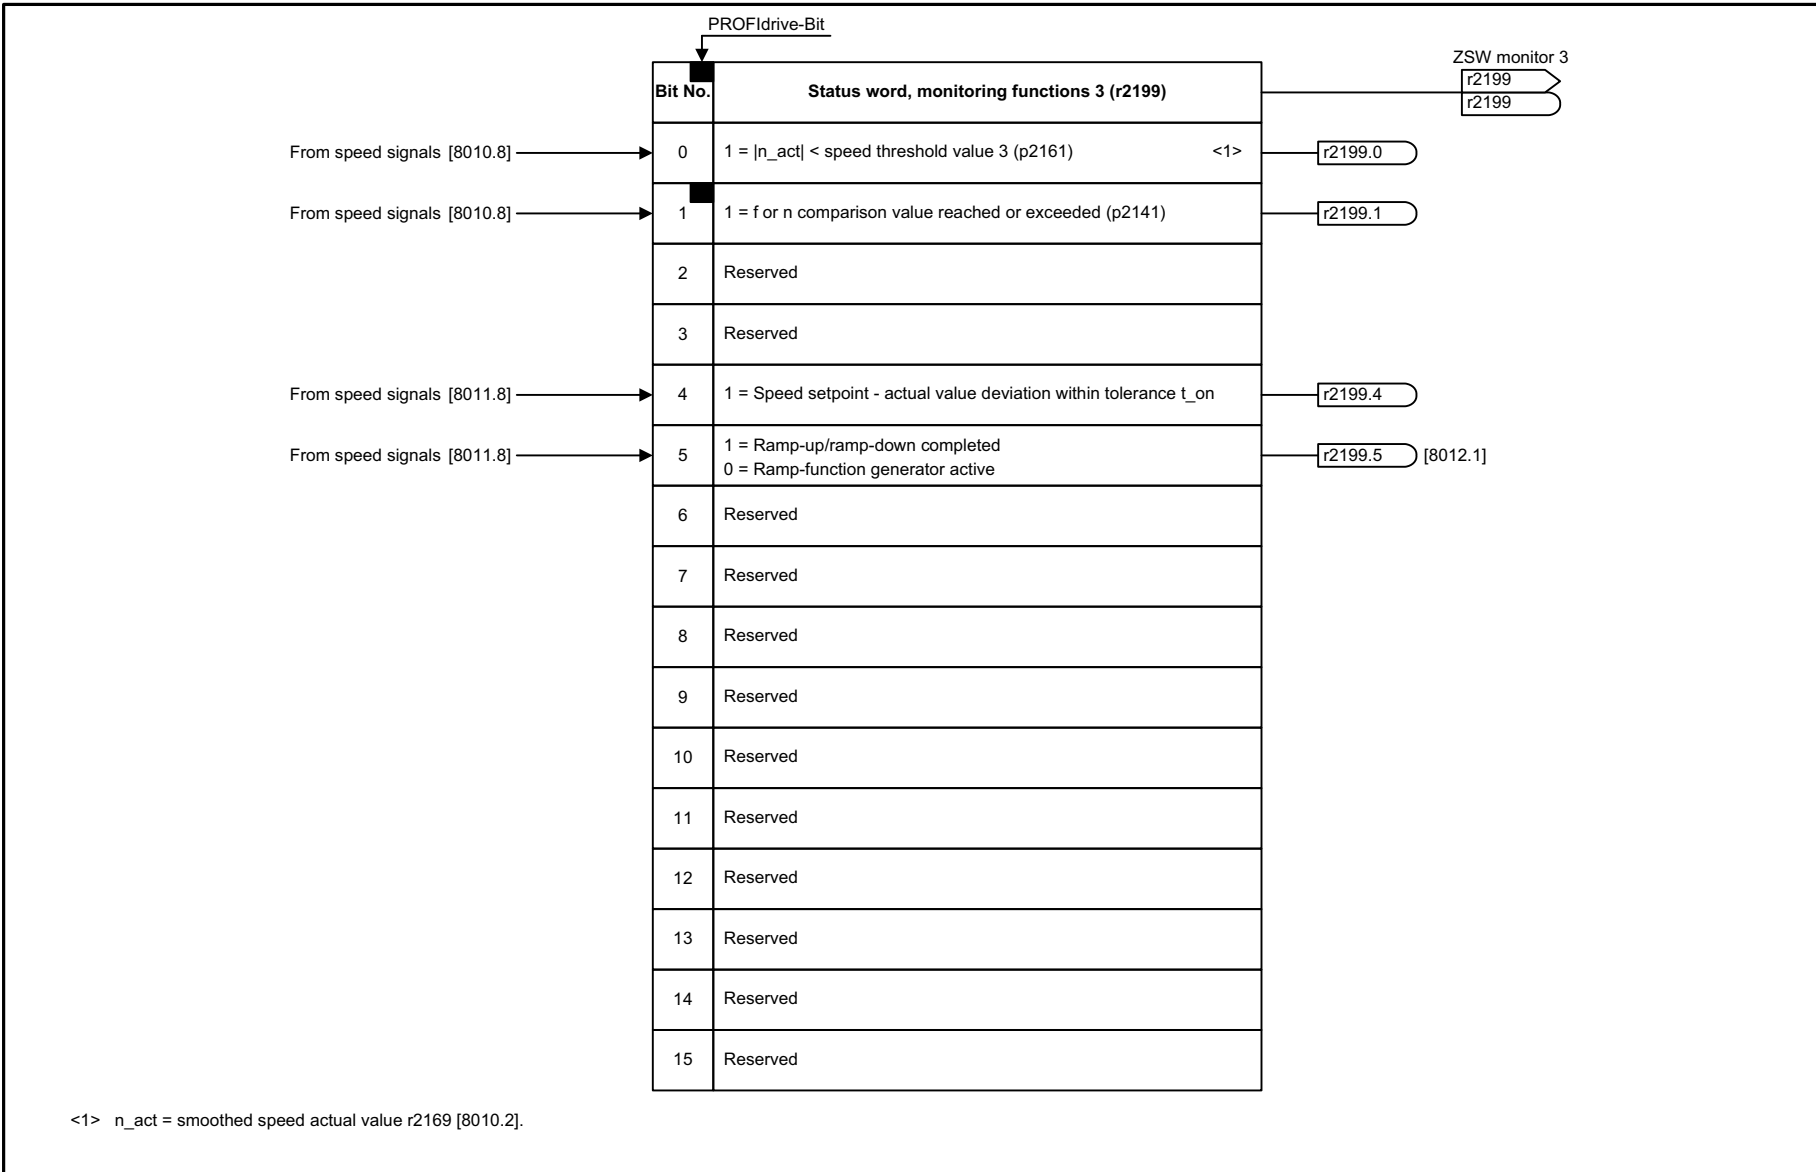 PROFIdrive-Bit
ZSW monitor 3
r2199
r2199
Bit No. Status word, monitoring functions 3 (r2199)
From speed signals [8010.8] 0 1 = |n_act| < speed threshold value 3 (p2161) <1> r2199.0
From speed signals [8010.8] 1 1 = f or n comparison value reached or exceeded (p2141) r2199.1
2 Reserved
3 Reserved
From speed signals [8011.8] 4 1 = Speed setpoint - actual value deviation within tolerance t_on r2199.4
From speed signals [8011.8] 5 1 = Ramp-up/ramp-down completed r2199.5 [8012.1]
0 = Ramp-function generator active
6 Reserved
7 Reserved
8 Reserved
9 Reserved
10 Reserved
11 Reserved
12 Reserved
13 Reserved
14 Reserved
15 Reserved
<1> n_act = smoothed speed actual value r2169 [8010.2].